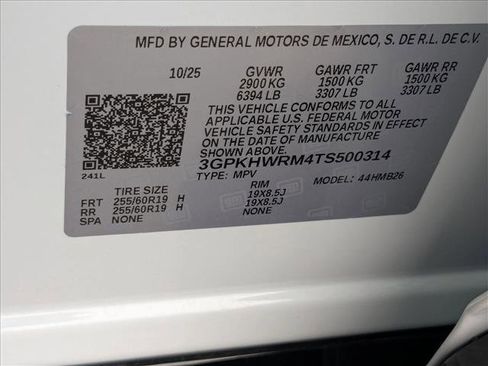 MFD BY GENERAL MOTORS DE MEXICO, S. DE R.L. DE C.V.
10/25 GVWR GAWR FRT GAWR RR
2900 KG 1500 KG 1500 KG
6394 LB 3307 LB 3307 LB
THIS VEHICLE CONFORMS TO ALL
APPLICABLE U.S. FEDERAL MOTOR
VEHICLE SAFETY STANDARDS IN EFFECT
ON THE DATE OF MANUFACTURE
3GPKHWRM4TS500314
241L TYPE: MPV MODEL: 44HMB26
TIRE SIZE RIM
FRT 255/60R19 H 19X8.5J
RR 255/60R19 H 19X8.5J
SPA NONE NONE